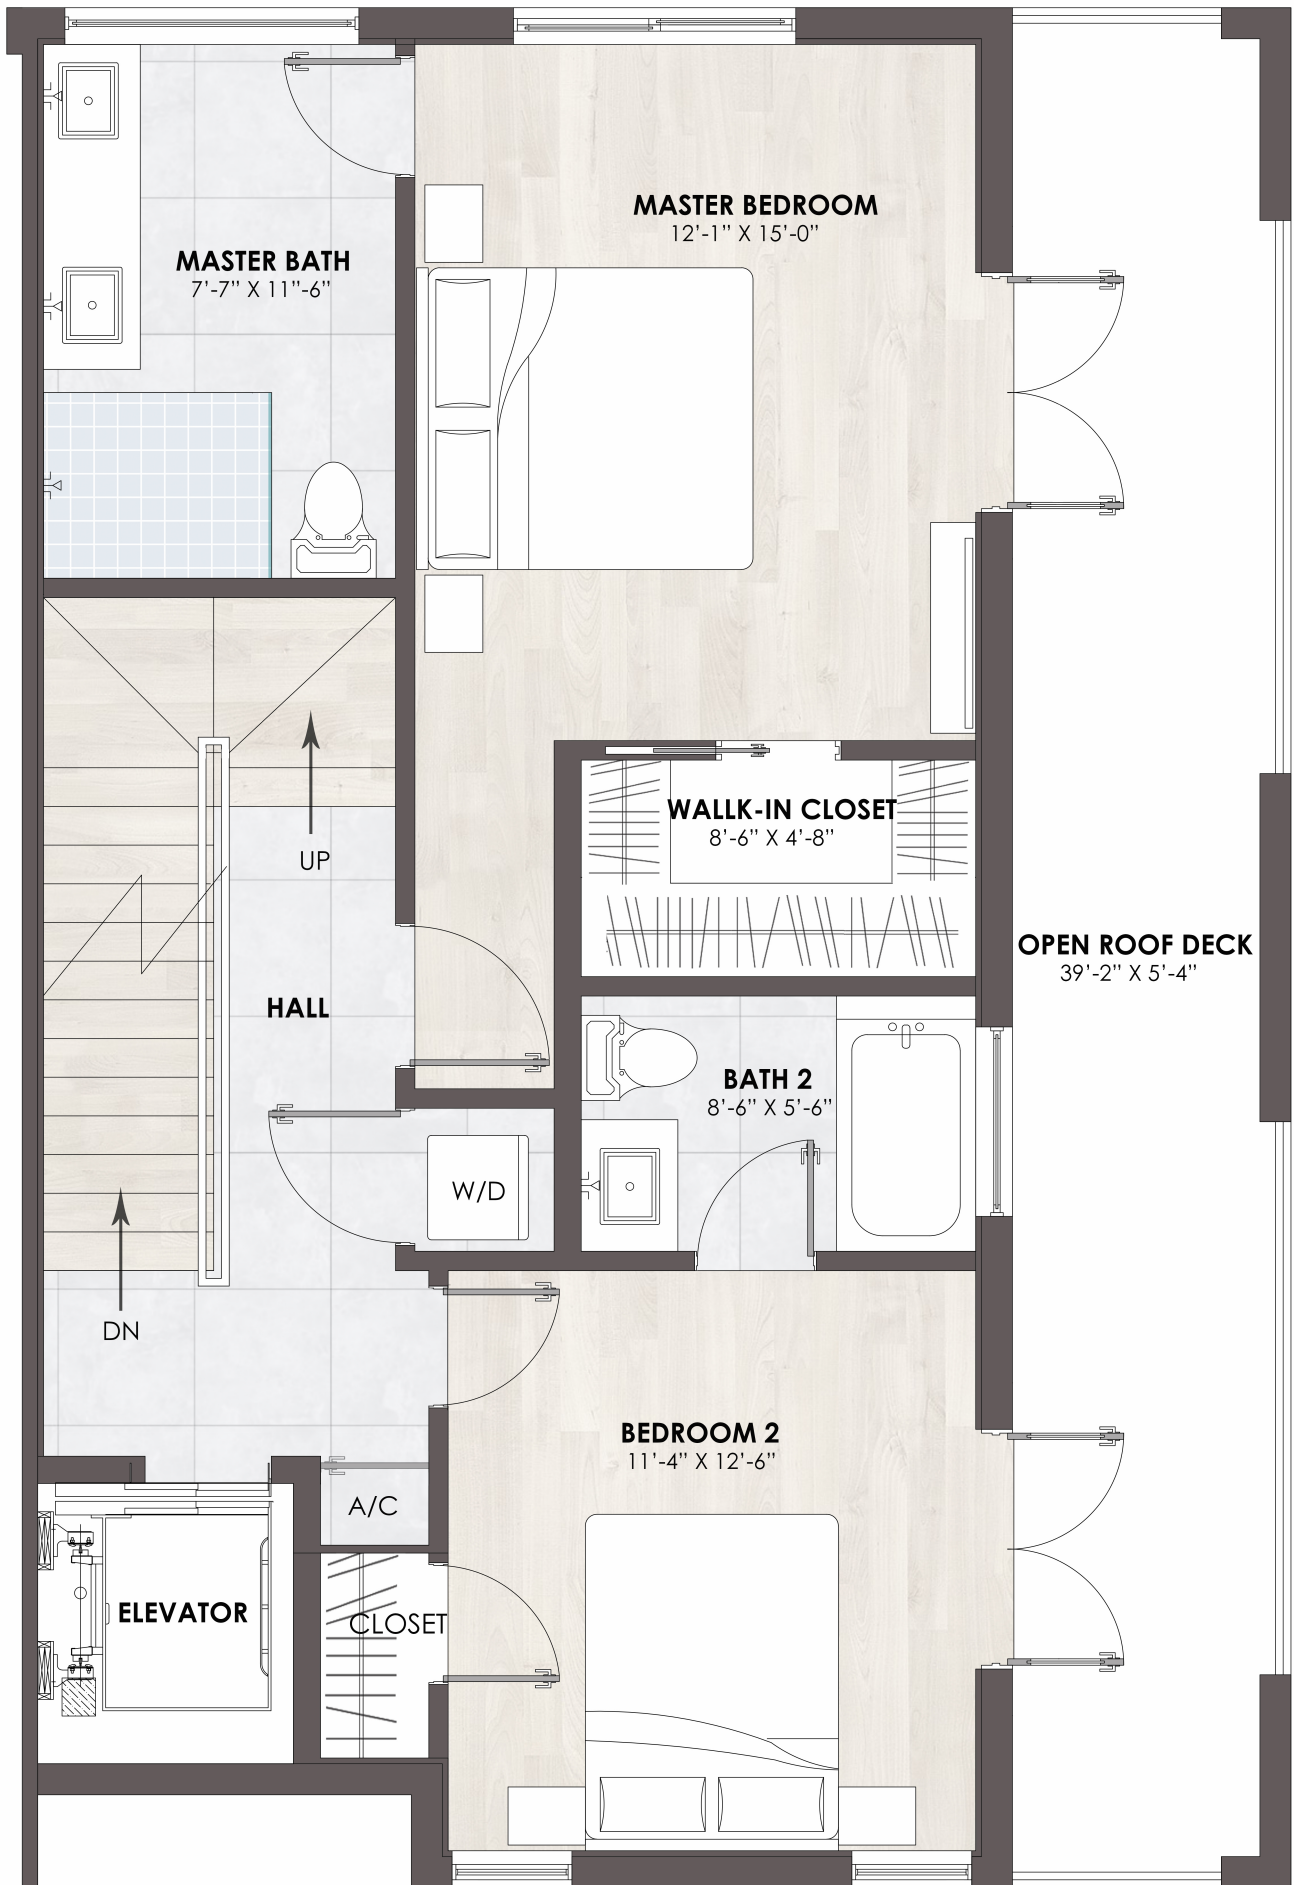 MASTER BEDROOM
12'-1" X 15'-0"
MASTER BATH
7'-7" X 11"-6"
WALLK-IN CLOSET
8'-6" X 4'-8"
UP
OPEN ROOF DECK
39'-2" X 5'-4"
HALL
BATH 2
8'-6" X 5'-6"
W/D
DN
BEDROOM 2
11'-4" X 12'-6"
A/C
ELEVATOR
CLOSET